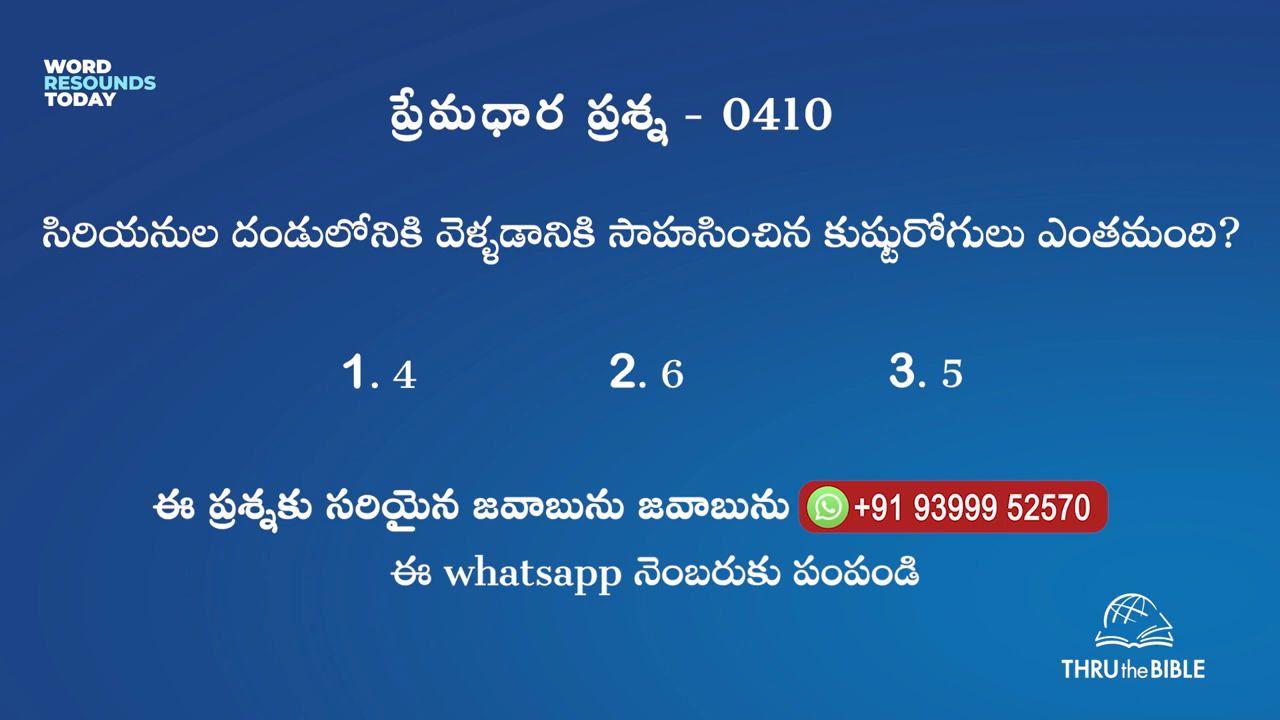 WORD
RESOUNDS
TODAY
ప్రేమధార ప్రశ్న - 0410
సిరియనుల దండులోనికి వెళ్ళడానికి సాహసించిన కుష్టురోగులు ఎంతమంది?
1. 4 2. 6 3. 5
ఈ ప్రశ్నకు సరియైన జవాబును జవాబును +91 93999 52570
ఈ whatsapp నెంబరుకు పంపండి
THRU the BIBLE